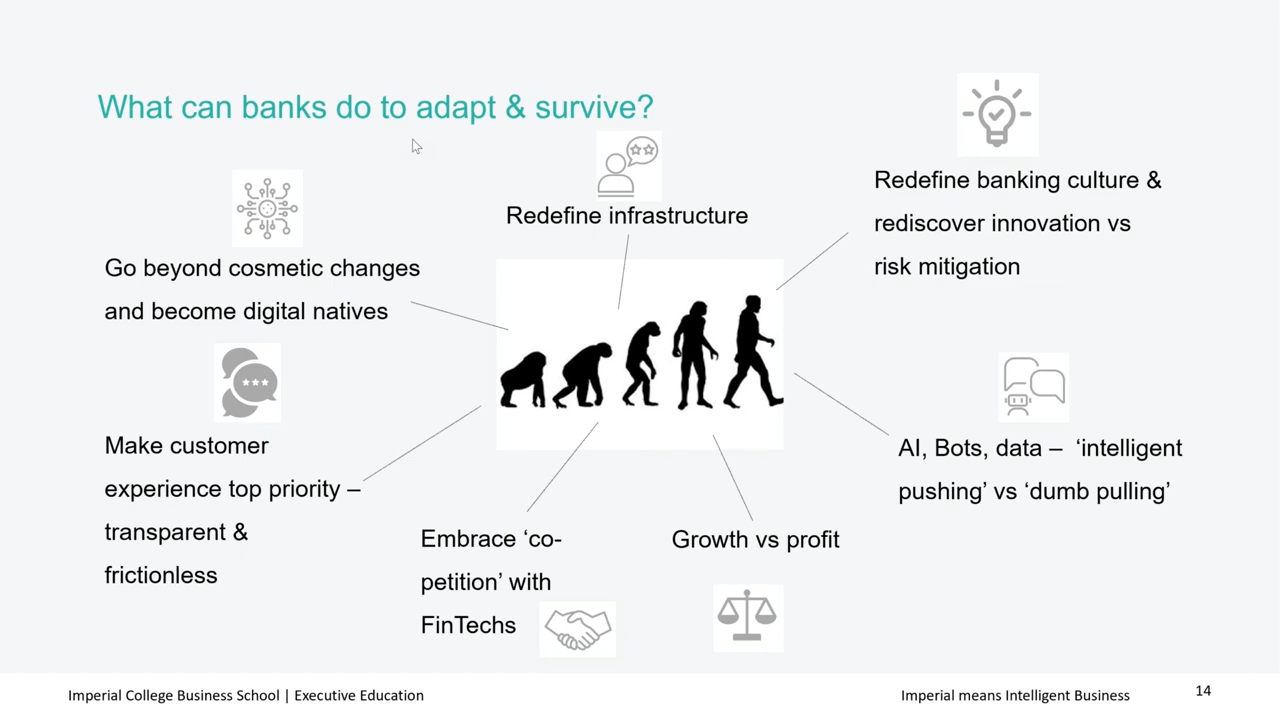 What can banks do to adapt & survive?
Redefine infrastructure
Redefine banking culture &
rediscover innovation vs
risk mitigation
Go beyond cosmetic changes
and become digital natives
Make customer
experience top priority –
transparent &
frictionless
AI, Bots, data – ‘intelligent
pushing’ vs ‘dumb pulling’
Embrace ‘co-
petition’ with
FinTechs
Growth vs profit
Imperial College Business School | Executive Education
Imperial means Intelligent Business
14